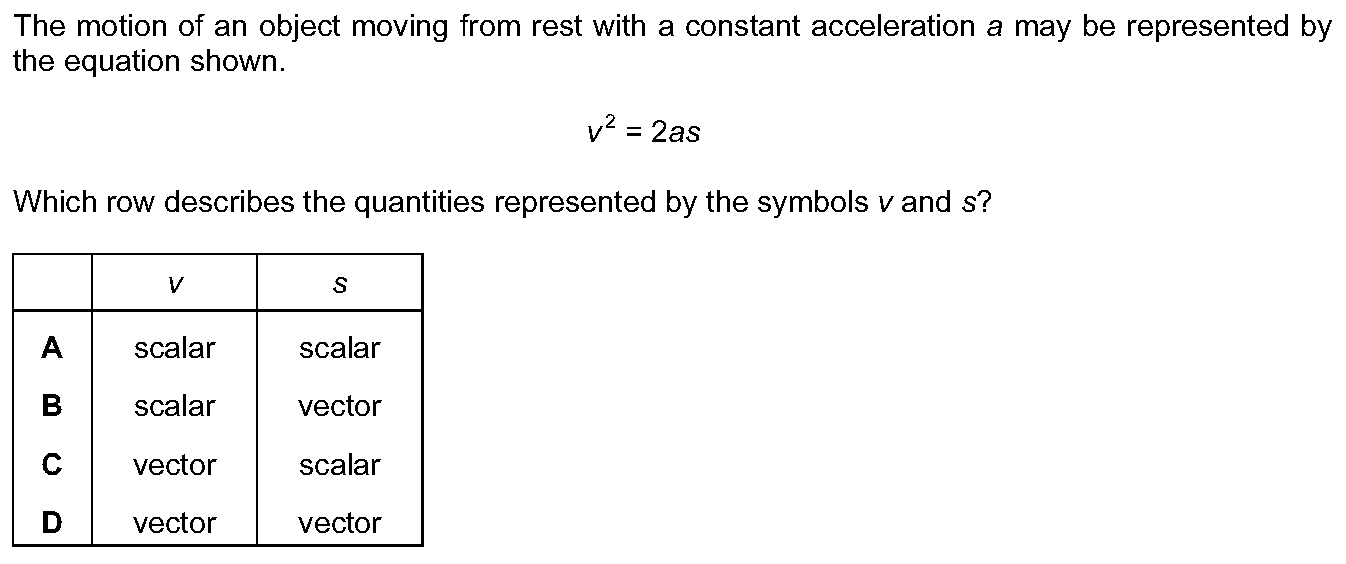 The motion of an object moving from rest with a constant acceleration a may be represented by
the equation shown.
v² = 2as
Which row describes the quantities represented by the symbols v and s?
v s
A scalar scalar
B scalar vector
C vector scalar
D vector vector